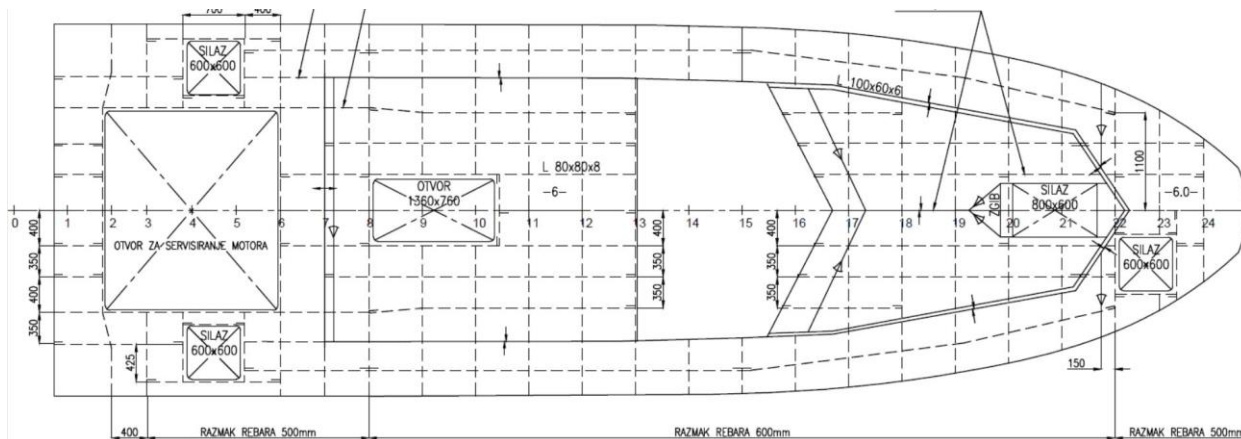 700
400
SILAZ
600x600
L 100x60x6
L 80x80x8
-6-
OTVOR
1360x760
1100
ZGIB
SILAZ
800x600
-6.0-
0 1 2 3 4 5 6 7 8 9 10 11 12 13 14 15 16 17 18 19 20 21 22 23 24
OTVOR ZA SERVISIRANJE MOTORA
400
350
400
350
400
350
350
400
350
350
SILAZ
600x600
SILAZ
600x600
425
150
400
RAZMAK REBARA 500mm
RAZMAK REBARA 600mm
RAZMAK REBARA 500mm